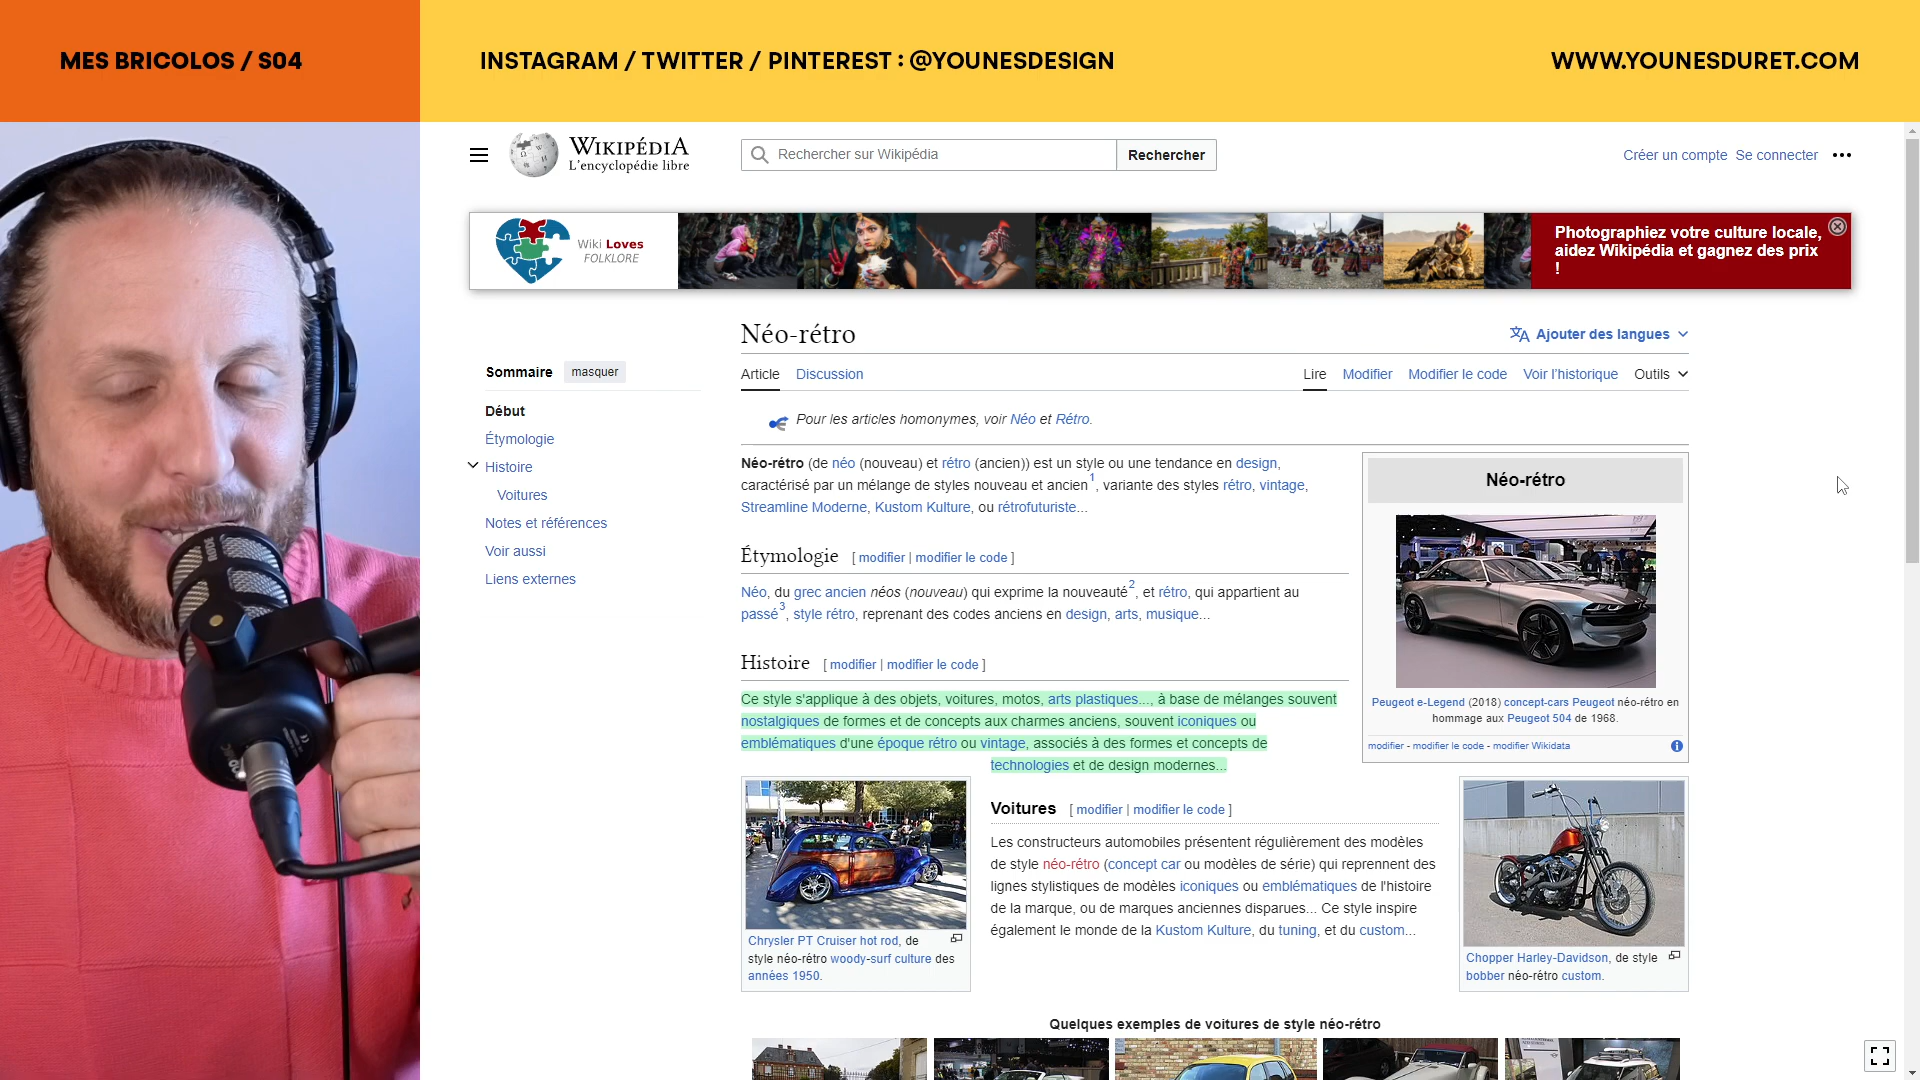 MES BRICOLOS / S04
INSTAGRAM / TWITTER / PINTEREST : @YOUNESDESIGN
WWW.YOUNESDURET.COM
WIKIPÉDIA
L'encyclopédie libre
Rechercher sur Wikipédia
Rechercher
Créer un compte Se connecter
Wiki Loves
FOLKLORE
Photographiez votre culture locale,
aidez Wikipédia et gagnez des prix
!
Néo-rétro
Ajouter des langues
Sommaire masquer
Début
Étymologie
Histoire
Voitures
Notes et références
Voir aussi
Liens externes
Article Discussion
Lire Modifier Modifier le code Voir l'historique Outils
Pour les articles homonymes, voir Néo et Rétro.
Néo-rétro (de néo (nouveau) et rétro (ancien)) est un style ou une tendance en design,
caractérisé par un mélange de styles nouveau et ancien1, variante des styles rétro, vintage,
Streamline Moderne, Kustom Kulture, ou rétrofuturiste...
Étymologie [ modifier | modifier le code ]
Néo, du grec ancien néos (nouveau) qui exprime la nouveauté2, et rétro, qui appartient au
passé3, style rétro, reprenant des codes anciens en design, arts, musique...
Histoire [ modifier | modifier le code ]
Ce style s'applique à des objets, voitures, motos, arts plastiques..., à base de mélanges souvent
nostalgiques de formes et de concepts aux charmes anciens, souvent iconiques ou
emblématiques d'une époque rétro ou vintage, associés à des formes et concepts de
technologies et de design modernes...
Néo-rétro
Peugeot e-Legend (2018) concept-cars Peugeot néo-rétro en
hommage aux Peugeot 504 de 1968.
modifier - modifier le code - modifier Wikidata
Chrysler PT Cruiser hot rod, de
style néo-rétro woody-surf culture des
années 1950.
Voitures [ modifier | modifier le code ]
Les constructeurs automobiles présentent régulièrement des modèles
de style néo-rétro (concept car ou modèles de série) qui reprennent des
lignes stylistiques de modèles iconiques ou emblématiques de l'histoire
de la marque, ou de marques anciennes disparues... Ce style inspire
également le monde de la Kustom Kulture, du tuning, et du custom...
Chopper Harley-Davidson, de style
bobber néo-rétro custom.
Quelques exemples de voitures de style néo-rétro
RODE